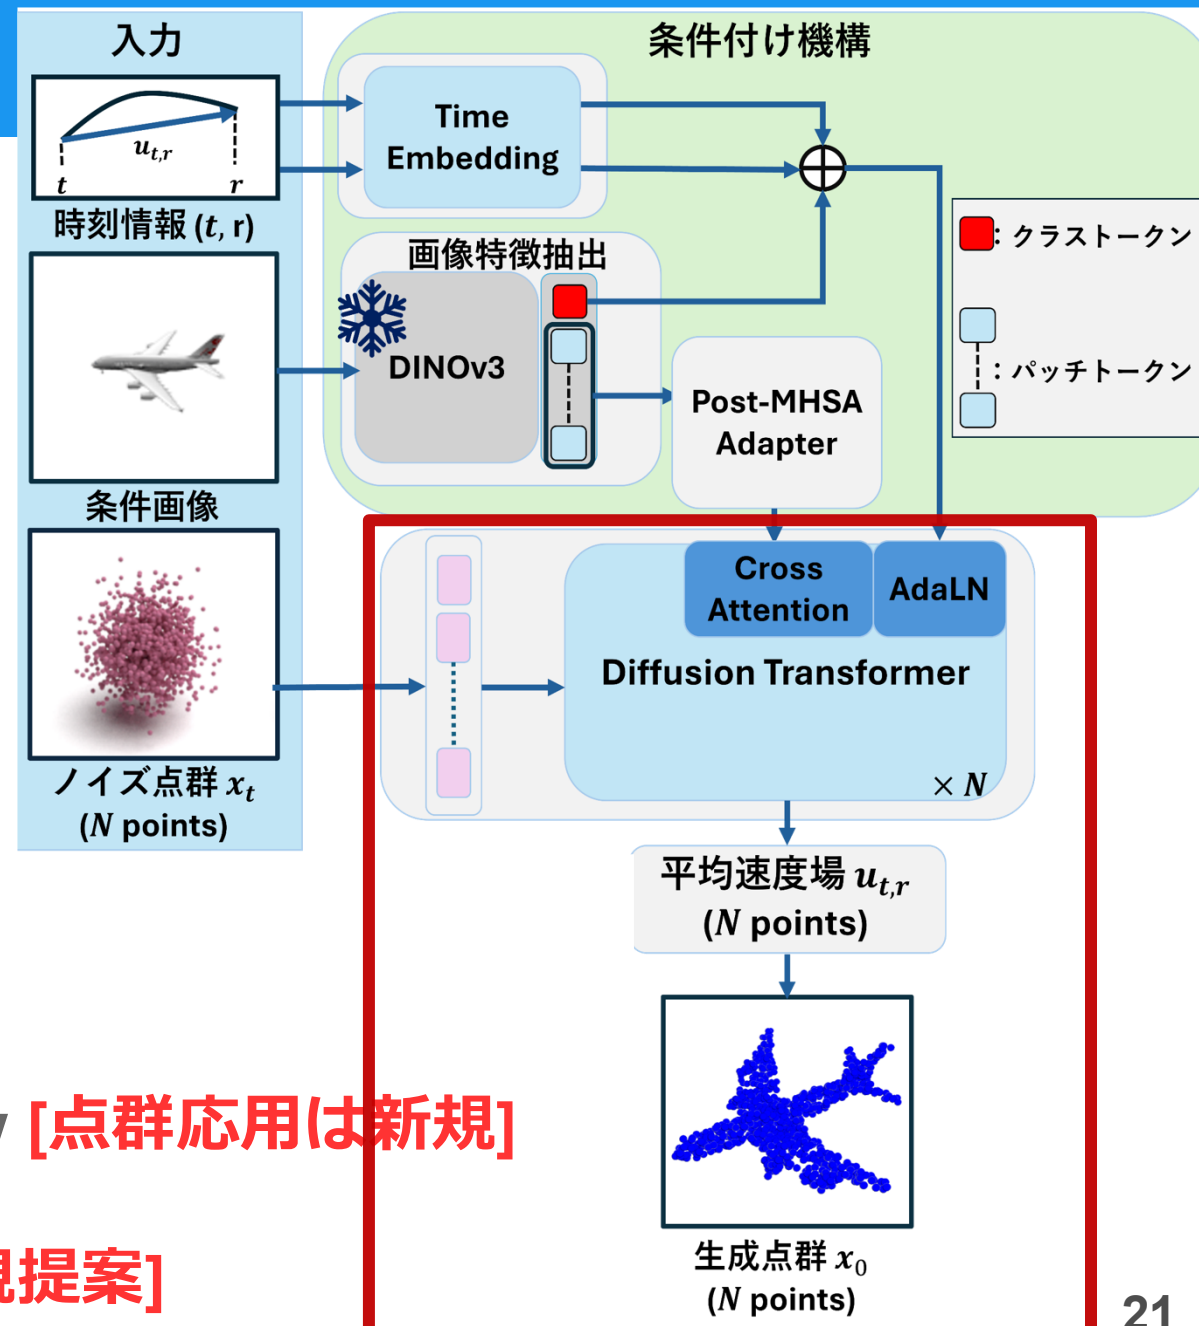 入力
条件付け機構
Time
Embedding
u_{t,r}
t
r
時刻情報 (t, r)
画像特徴抽出
DINOv3
: クラストークン
: パッチトークン
Post-MHSA
Adapter
条件画像
Cross
Attention
AdaLN
Diffusion Transformer
× N
ノイズ点群 x_t
(N points)
平均速度場 u_{t,r}
(N points)
[点群応用は新規]
提案]
生成点群 x_0
(N points)
21